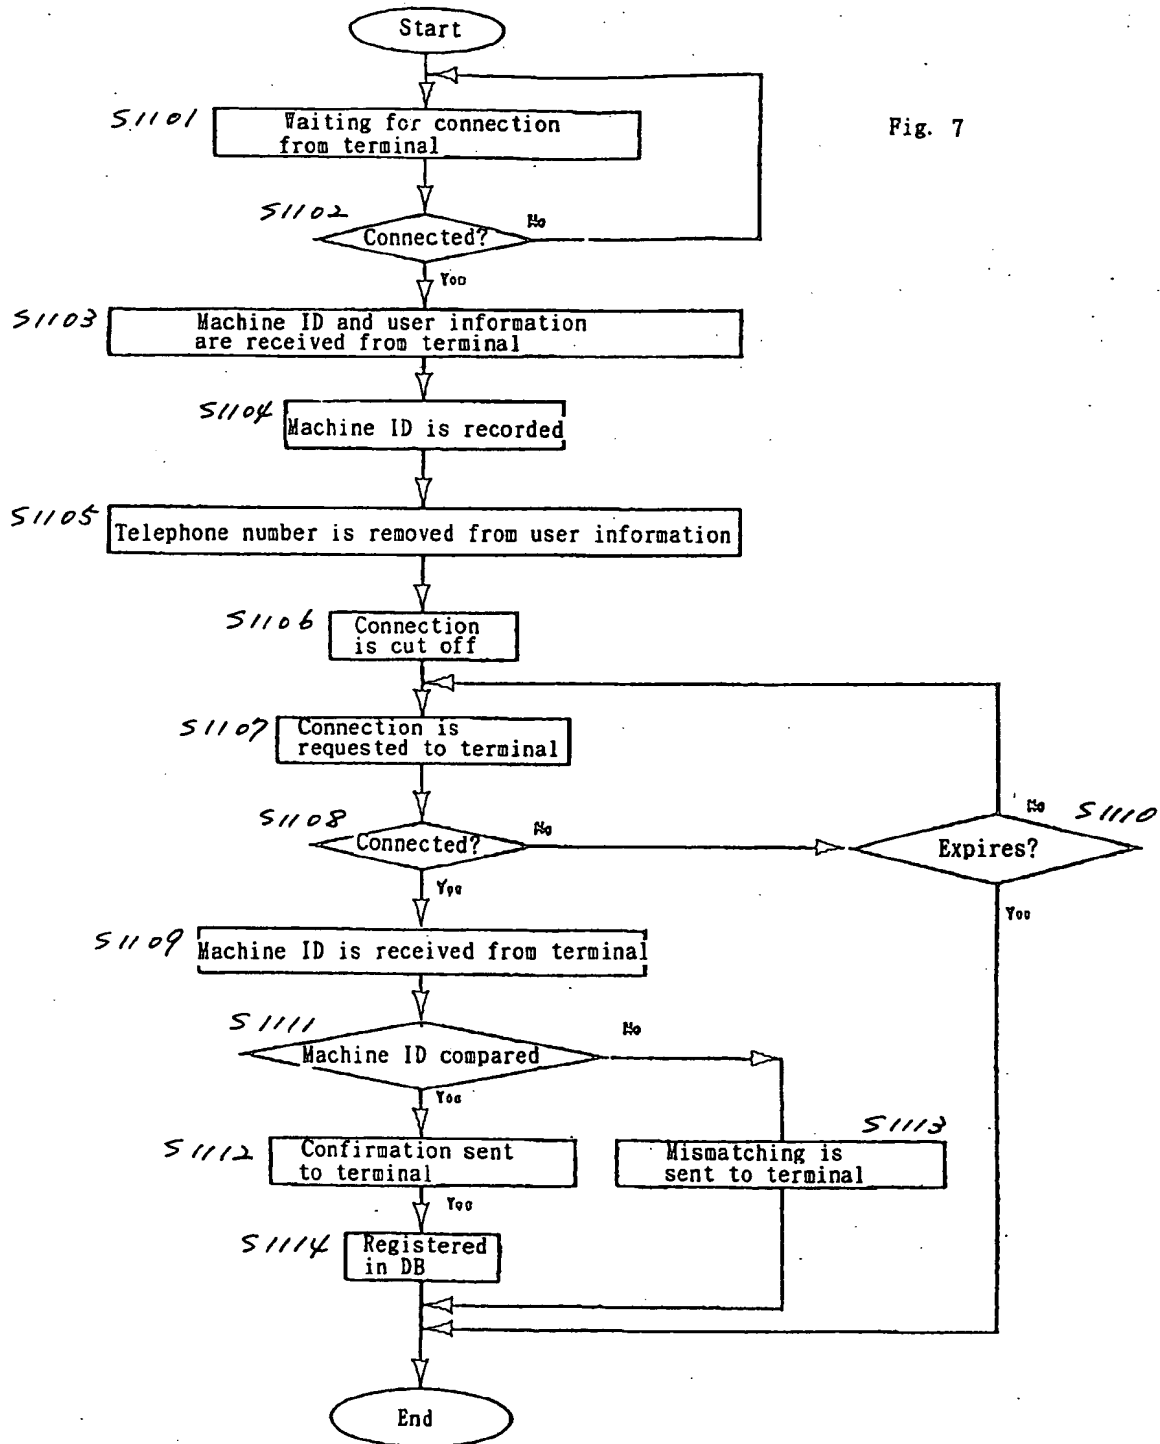 Start
S1101
Waiting for connection
from terminal
Fig. 7
S1102
Connected?
No
Yes
S1103
Machine ID and user information
are received from terminal
S1104
Machine ID is recorded
S1105
Telephone number is removed from user information
S1106
Connection
is cut off
S1107
Connection is
requested to terminal
S1108
Connected?
No
Yes
No
S1110
Expires?
Yes
S1109
Machine ID is received from terminal
S1111
Machine ID compared
No
Yes
S1112
Confirmation sent
to terminal
Yes
S1113
Mismatching is
sent to terminal
S1114
Registered
in DB
End